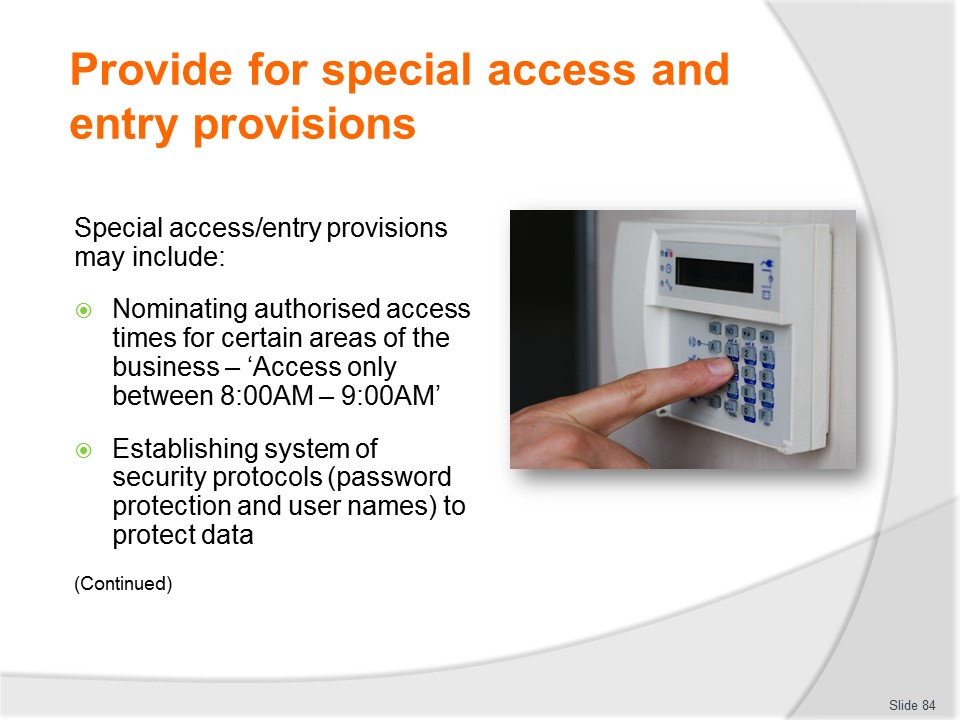 Provide for special access and
entry provisions
Special access/entry provisions
may include:
Nominating authorised access
times for certain areas of the
business – ‘Access only
between 8:00AM – 9:00AM’
Establishing system of
security protocols (password
protection and user names) to
protect data
(Continued)
Slide 84